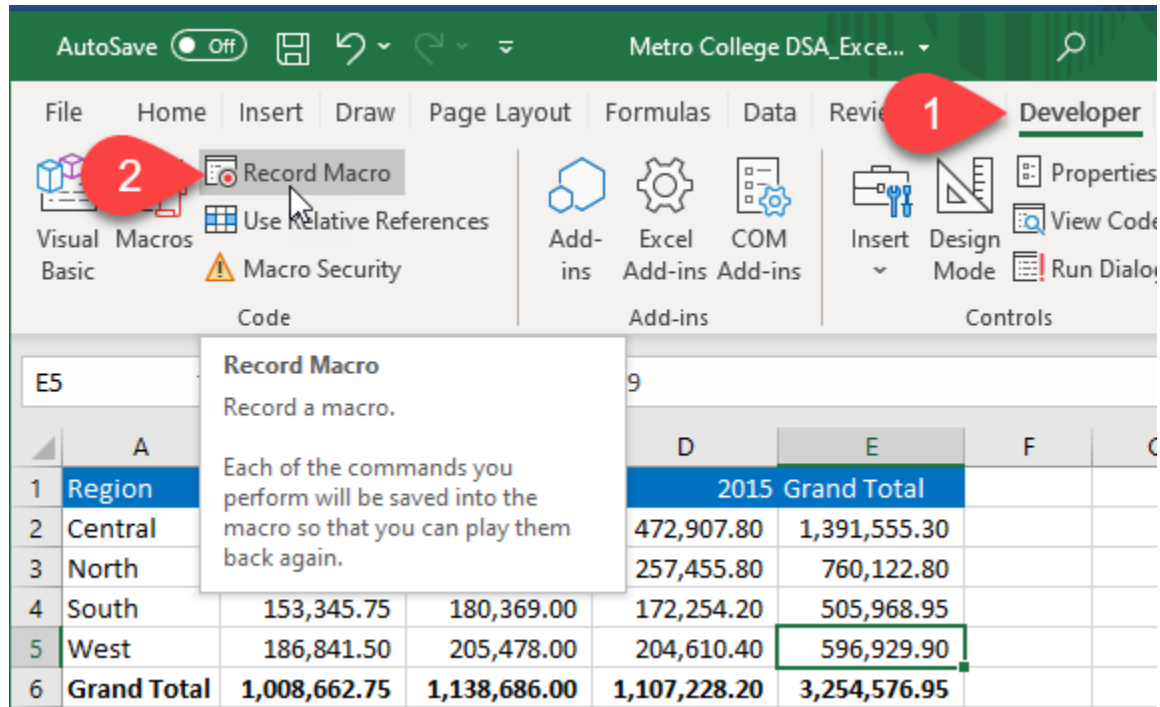 AutoSave Off Metro College DSA_Exce...
File Home Insert Draw Page Layout Formulas Data 1 Developer
2 Record Macro Properties
Use Relative References View Code
Visual Basic Macros Add-ins Excel Add-ins COM Add-ins Insert Design Mode
Macro Security Run
Code Add-ins Controls
E5 9
Record Macro
Record a macro.
Each of the commands you
perform will be saved into the
macro so that you can play them
back again.
A D E F
1 Region 2015 Grand Total
2 Central 472,907.80 1,391,555.30
3 North 257,455.80 760,122.80
4 South 153,345.75 180,369.00 172,254.20 505,968.95
5 West 186,841.50 205,478.00 204,610.40 596,929.90
6 Grand Total 1,008,662.75 1,138,686.00 1,107,228.20 3,254,576.95